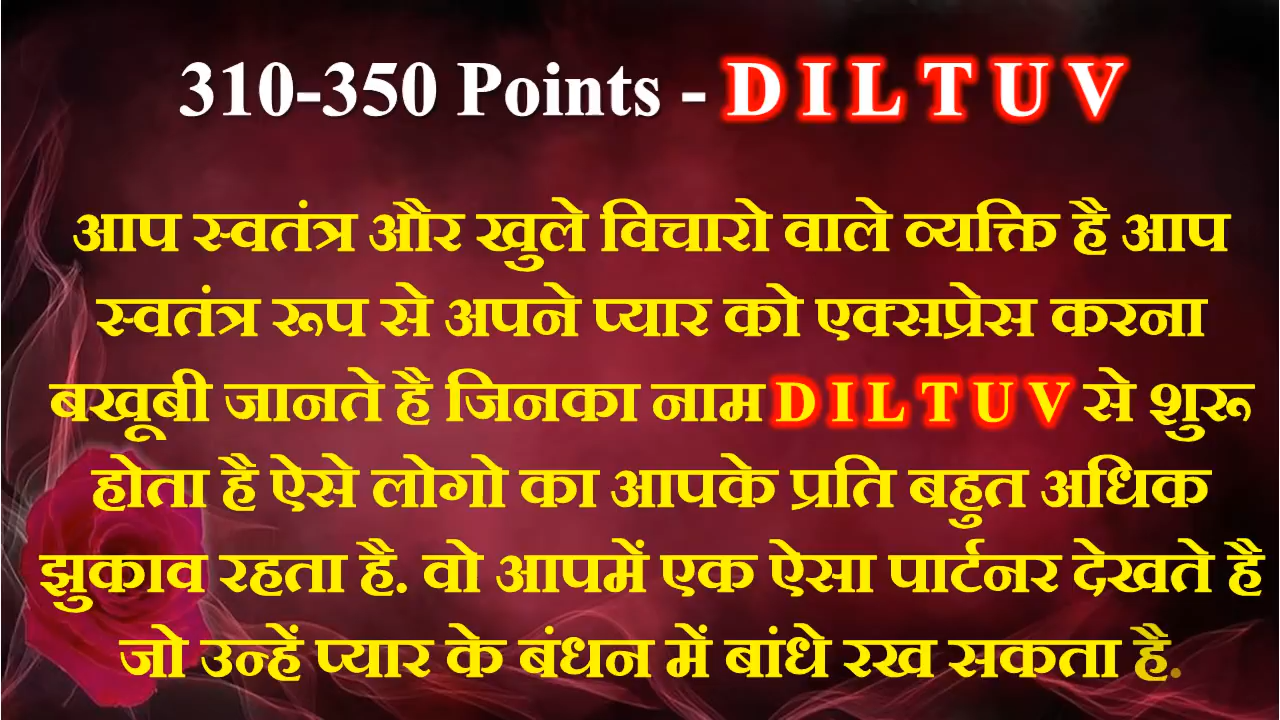 310-350 Points - D I L T U V
आप स्वतंत्र और खुले विचारो वाले व्यक्ति है आप
स्वतंत्र रूप से अपने प्यार को एक्सप्रेस करना
बखूबी जानते है जिनका नाम D I L T U V से शुरू
होता है ऐसे लोगो का आपके प्रति बहुत अधिक
झुकाव रहता है. वो आपमें एक ऐसा पार्टनर देखते है
जो उन्हें प्यार के बंधन में बांधे रख सकता है.